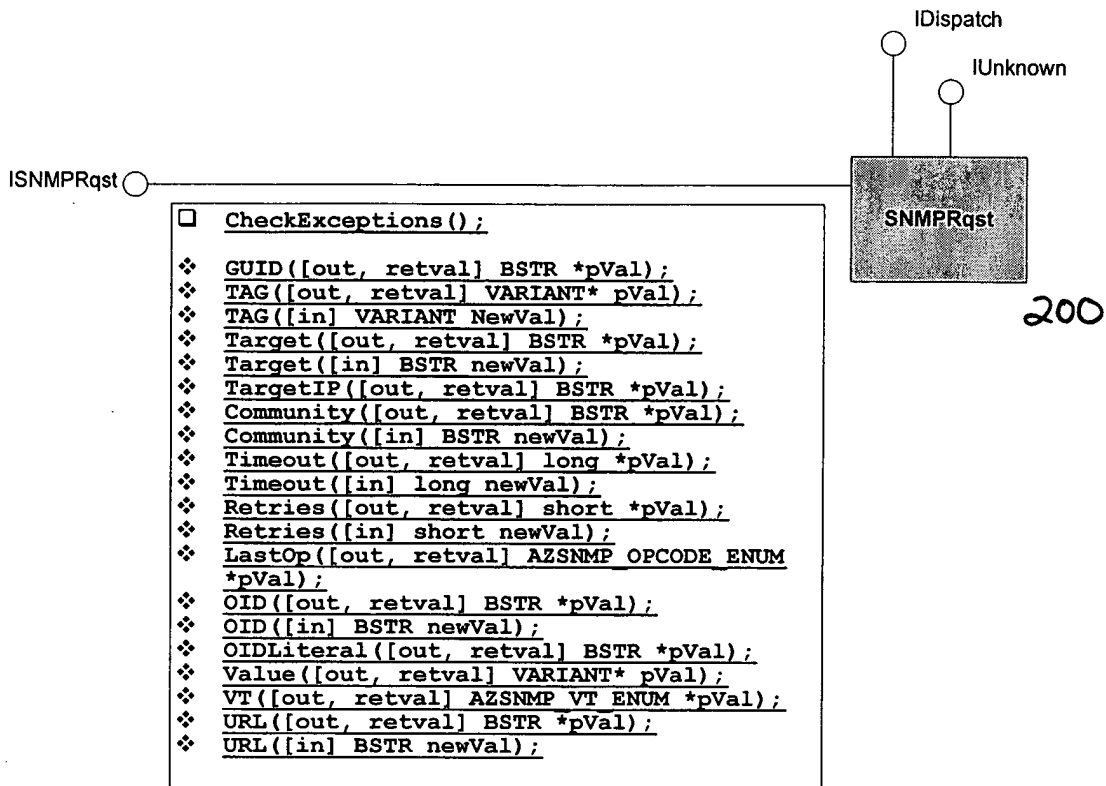 IDispatch
IUnknown
ISNMPRqst
SNMPRqst
200
CheckExceptions();
GUID([out, retval] BSTR *pVal);
TAG([out, retval] VARIANT* pVal);
TAG([in] VARIANT NewVal);
Target([out, retval] BSTR *pVal);
Target([in] BSTR newVal);
TargetIP([out, retval] BSTR *pVal);
Community([out, retval] BSTR *pVal);
Community([in] BSTR newVal);
Timeout([out, retval] long *pVal);
Timeout([in] long newVal);
Retries([out, retval] short *pVal);
Retries([in] short newVal);
LastOp([out, retval] AZSNMP_OPCODE_ENUM
*pVal);
OID([out, retval] BSTR *pVal);
OID([in] BSTR newVal);
OIDLiteral([out, retval] BSTR *pVal);
Value([out, retval] VARIANT* pVal);
VT([out, retval] AZSNMP_VT_ENUM *pVal);
URL([out, retval] BSTR *pVal);
URL([in] BSTR newVal);